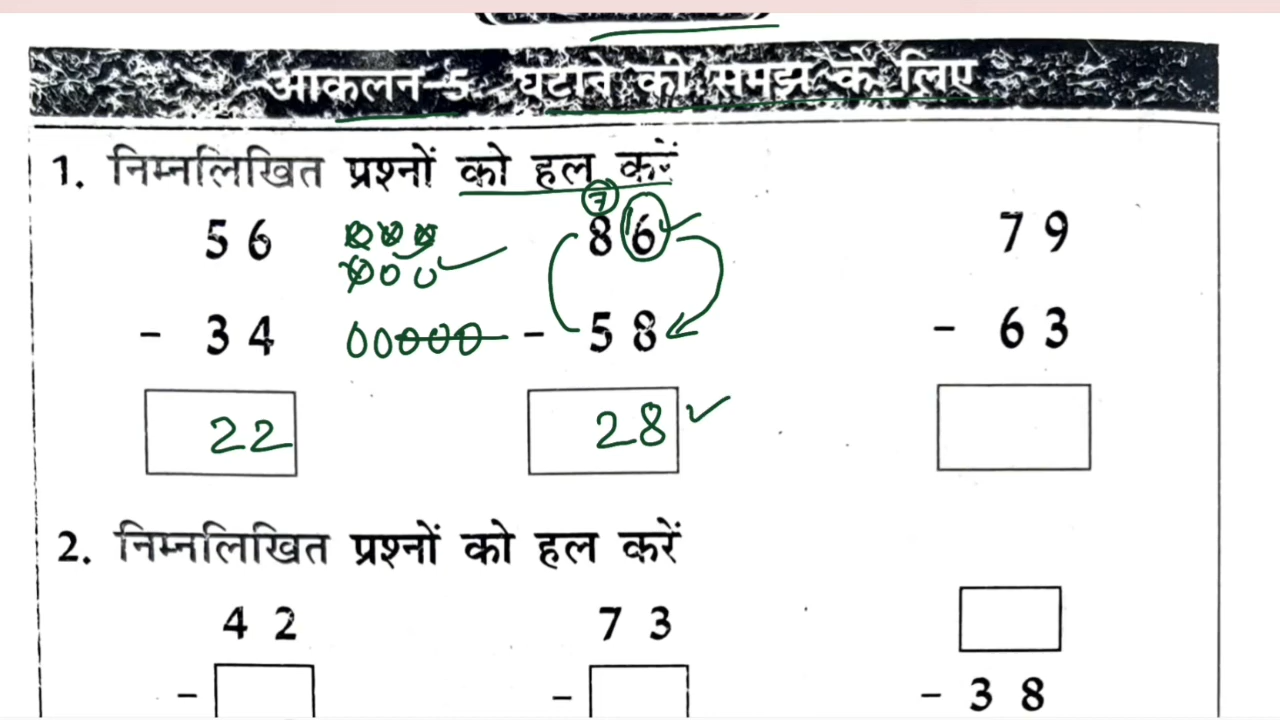 आकलन-5 घटाने की समझ के लिए
1. निम्नलिखित प्रश्नों को हल करें
7
56 86 79
- 34 - 58 - 63
22 28
2. निम्नलिखित प्रश्नों को हल करें
42 73
- - - 38